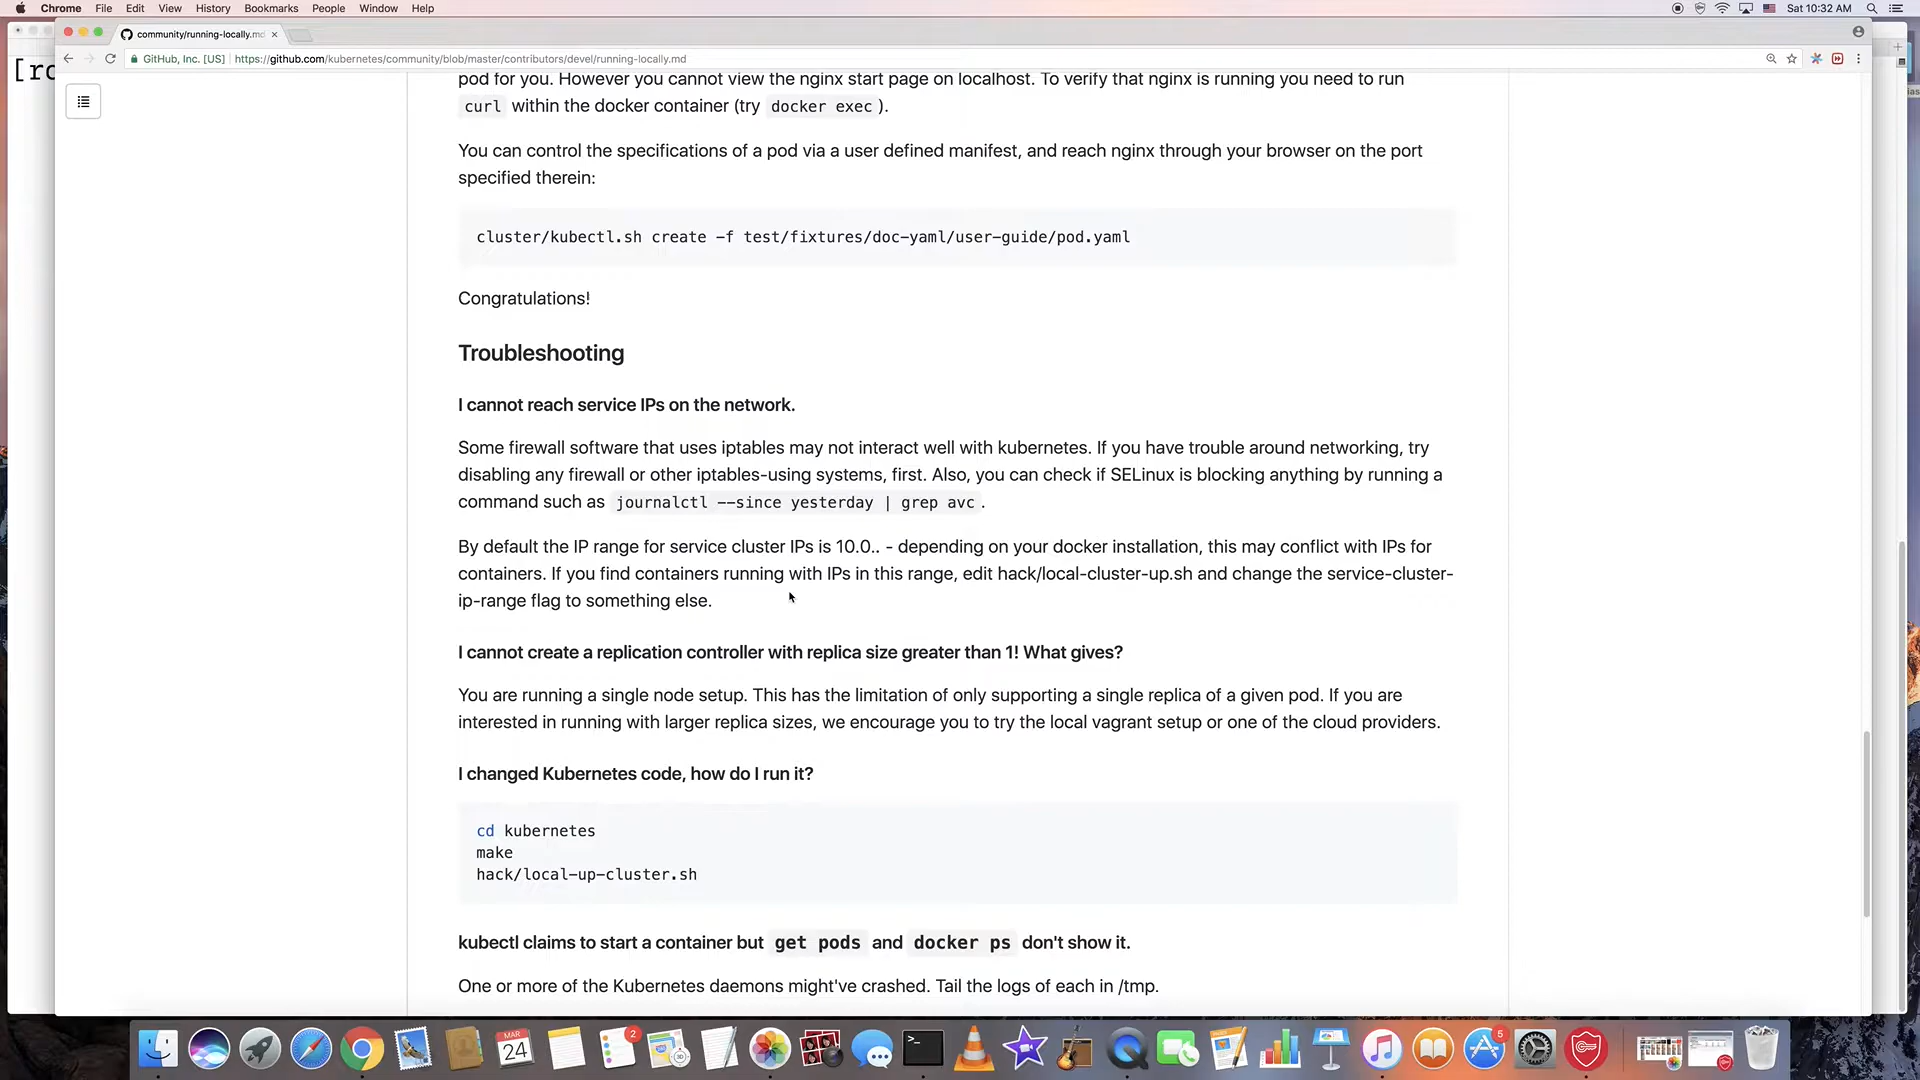 Chrome File Edit View History Bookmarks People Window Help
Sat 10:32 AM
community/running-locally.md
GitHub, Inc. [US] https://github.com/kubernetes/community/blob/master/contributors/devel/running-locally.md
pod for you. However you cannot view the nginx start page on localhost. To verify that nginx is running you need to run
curl within the docker container (try docker exec ).
You can control the specifications of a pod via a user defined manifest, and reach nginx through your browser on the port
specified therein:
cluster/kubectl.sh create -f test/fixtures/doc-yaml/user-guide/pod.yaml
Congratulations!
Troubleshooting
I cannot reach service IPs on the network.
Some firewall software that uses iptables may not interact well with kubernetes. If you have trouble around networking, try
disabling any firewall or other iptables-using systems, first. Also, you can check if SELinux is blocking anything by running a
command such as journalctl --since yesterday | grep avc .
By default the IP range for service cluster IPs is 10.0.. - depending on your docker installation, this may conflict with IPs for
containers. If you find containers running with IPs in this range, edit hack/local-cluster-up.sh and change the service-cluster-
ip-range flag to something else.
I cannot create a replication controller with replica size greater than 1! What gives?
You are running a single node setup. This has the limitation of only supporting a single replica of a given pod. If you are
interested in running with larger replica sizes, we encourage you to try the local vagrant setup or one of the cloud providers.
I changed Kubernetes code, how do I run it?
cd kubernetes
make
hack/local-up-cluster.sh
kubectl claims to start a container but get pods and docker ps don't show it.
One or more of the Kubernetes daemons might've crashed. Tail the logs of each in /tmp.
MAR
24
2
5